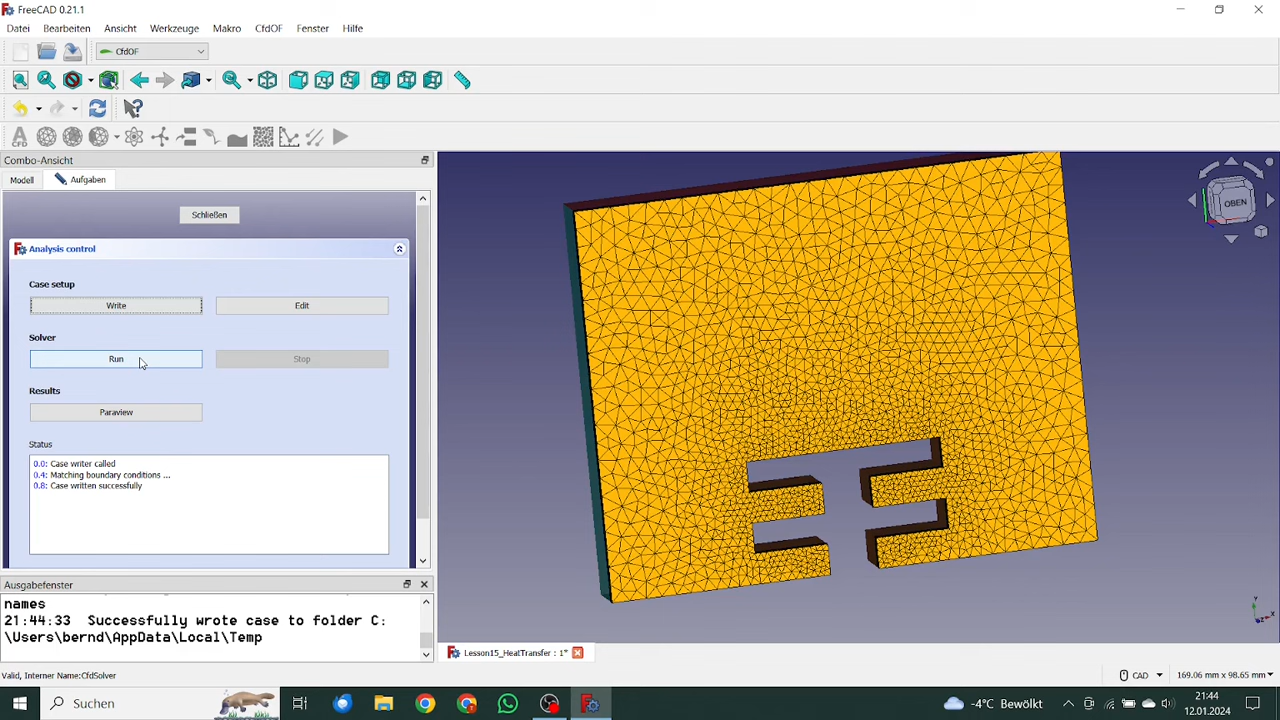 FreeCAD 0.21.1
Datei Bearbeiten Ansicht Werkzeuge Makro CfdOF Fenster Hilfe
CfdOF
Combo-Ansicht
Modell Aufgaben
Schließen
Analysis control
Case setup
Write Edit
Solver
Run Stop
Results
Paraview
Status
0.0: Case writer called
0.4: Matching boundary conditions ...
0.8: Case written successfully
OBEN
Ausgabefenster
names
21:44:33  Successfully wrote case to folder C:
\Users\bernd\AppData\Local\Temp
Lesson15_HeatTransfer : 1*
Valid, Interner Name:CfdSolver
CAD 169.06 mm x 98.65 mm
Suchen
-4°C Bewölkt
21:44
12.01.2024